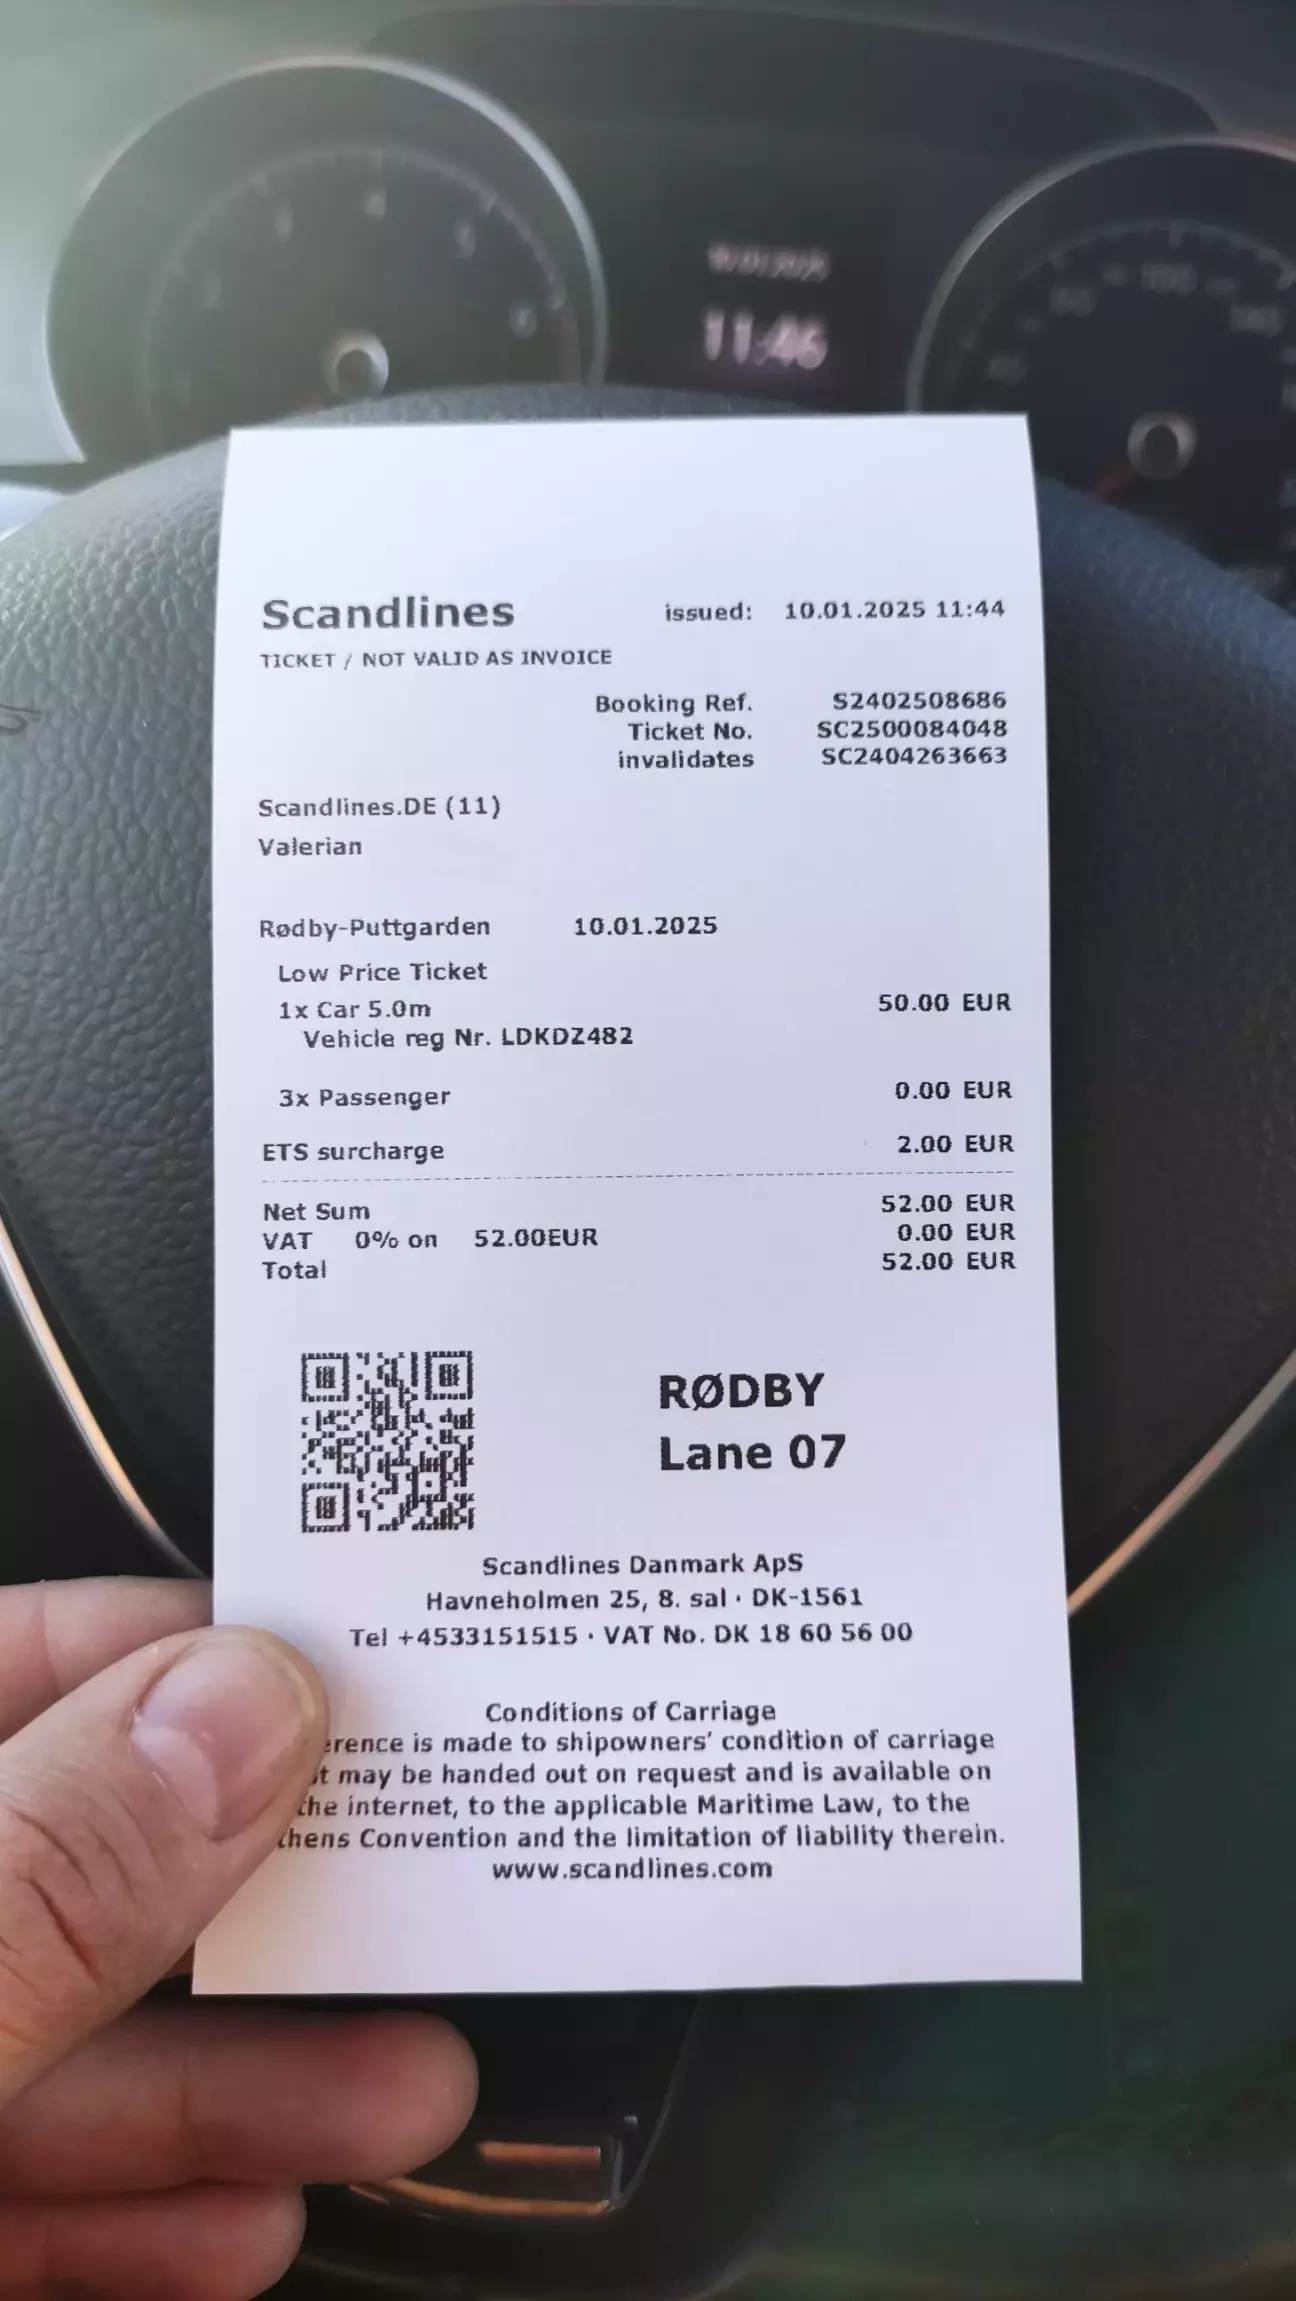 2
3
4
5
6
100
11:46
Scandlines issued: 10.01.2025 11:44
TICKET / NOT VALID AS INVOICE
Booking Ref. S2402508686
Ticket No. SC2500084048
invalidates SC2404263663
Scandlines.DE (11)
Valerian
Rødby-Puttgarden 10.01.2025
Low Price Ticket
1x Car 5.0m 50.00 EUR
Vehicle reg Nr. LDKDZ482
3x Passenger 0.00 EUR
ETS surcharge 2.00 EUR
Net Sum 52.00 EUR
VAT 0% on 52.00EUR 0.00 EUR
Total 52.00 EUR
RØDBY
Lane 07
Scandlines Danmark ApS
Havneholmen 25, 8. sal · DK-1561
Tel +4533151515 · VAT No. DK 18 60 56 00
Conditions of Carriage
erence is made to shipowners' condition of carriage
t may be handed out on request and is available on
the internet, to the applicable Maritime Law, to the
hens Convention and the limitation of liability therein.
www.scandlines.com